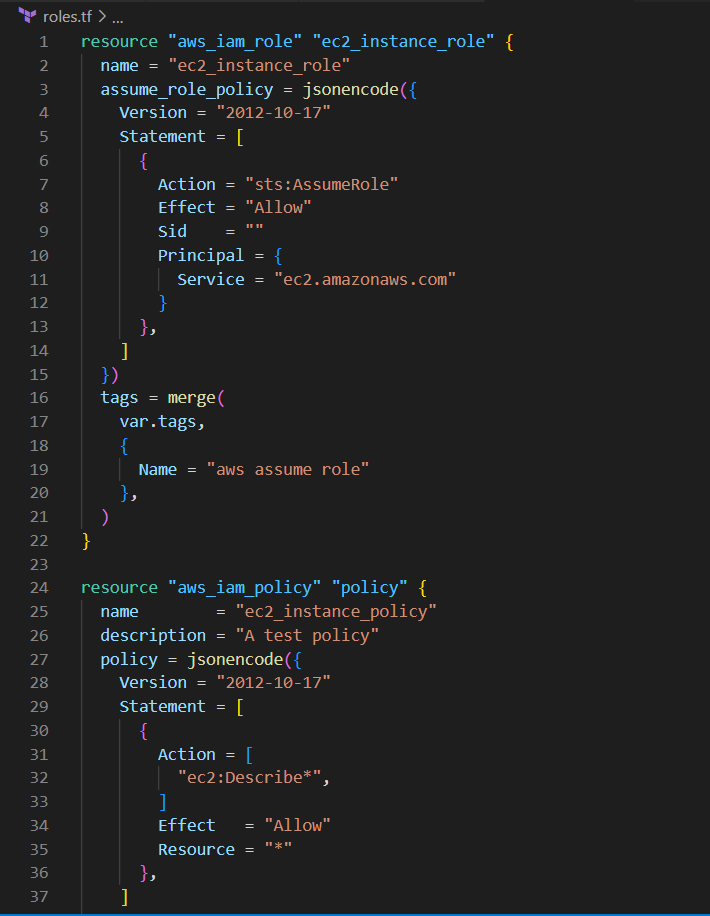 roles.tf > ...
1 resource "aws_iam_role" "ec2_instance_role" {
2   name = "ec2_instance_role"
3   assume_role_policy = jsonencode({
4     Version = "2012-10-17"
5     Statement = [
6       {
7         Action = "sts:AssumeRole"
8         Effect = "Allow"
9         Sid    = ""
10         Principal = {
11           Service = "ec2.amazonaws.com"
12         }
13       },
14     ]
15   })
16   tags = merge(
17     var.tags,
18     {
19       Name = "aws assume role"
20     },
21   )
22 }
23
24 resource "aws_iam_policy" "policy" {
25   name        = "ec2_instance_policy"
26   description = "A test policy"
27   policy = jsonencode({
28     Version = "2012-10-17"
29     Statement = [
30       {
31         Action = [
32           "ec2:Describe*",
33         ]
34         Effect   = "Allow"
35         Resource = "*"
36       },
37     ]